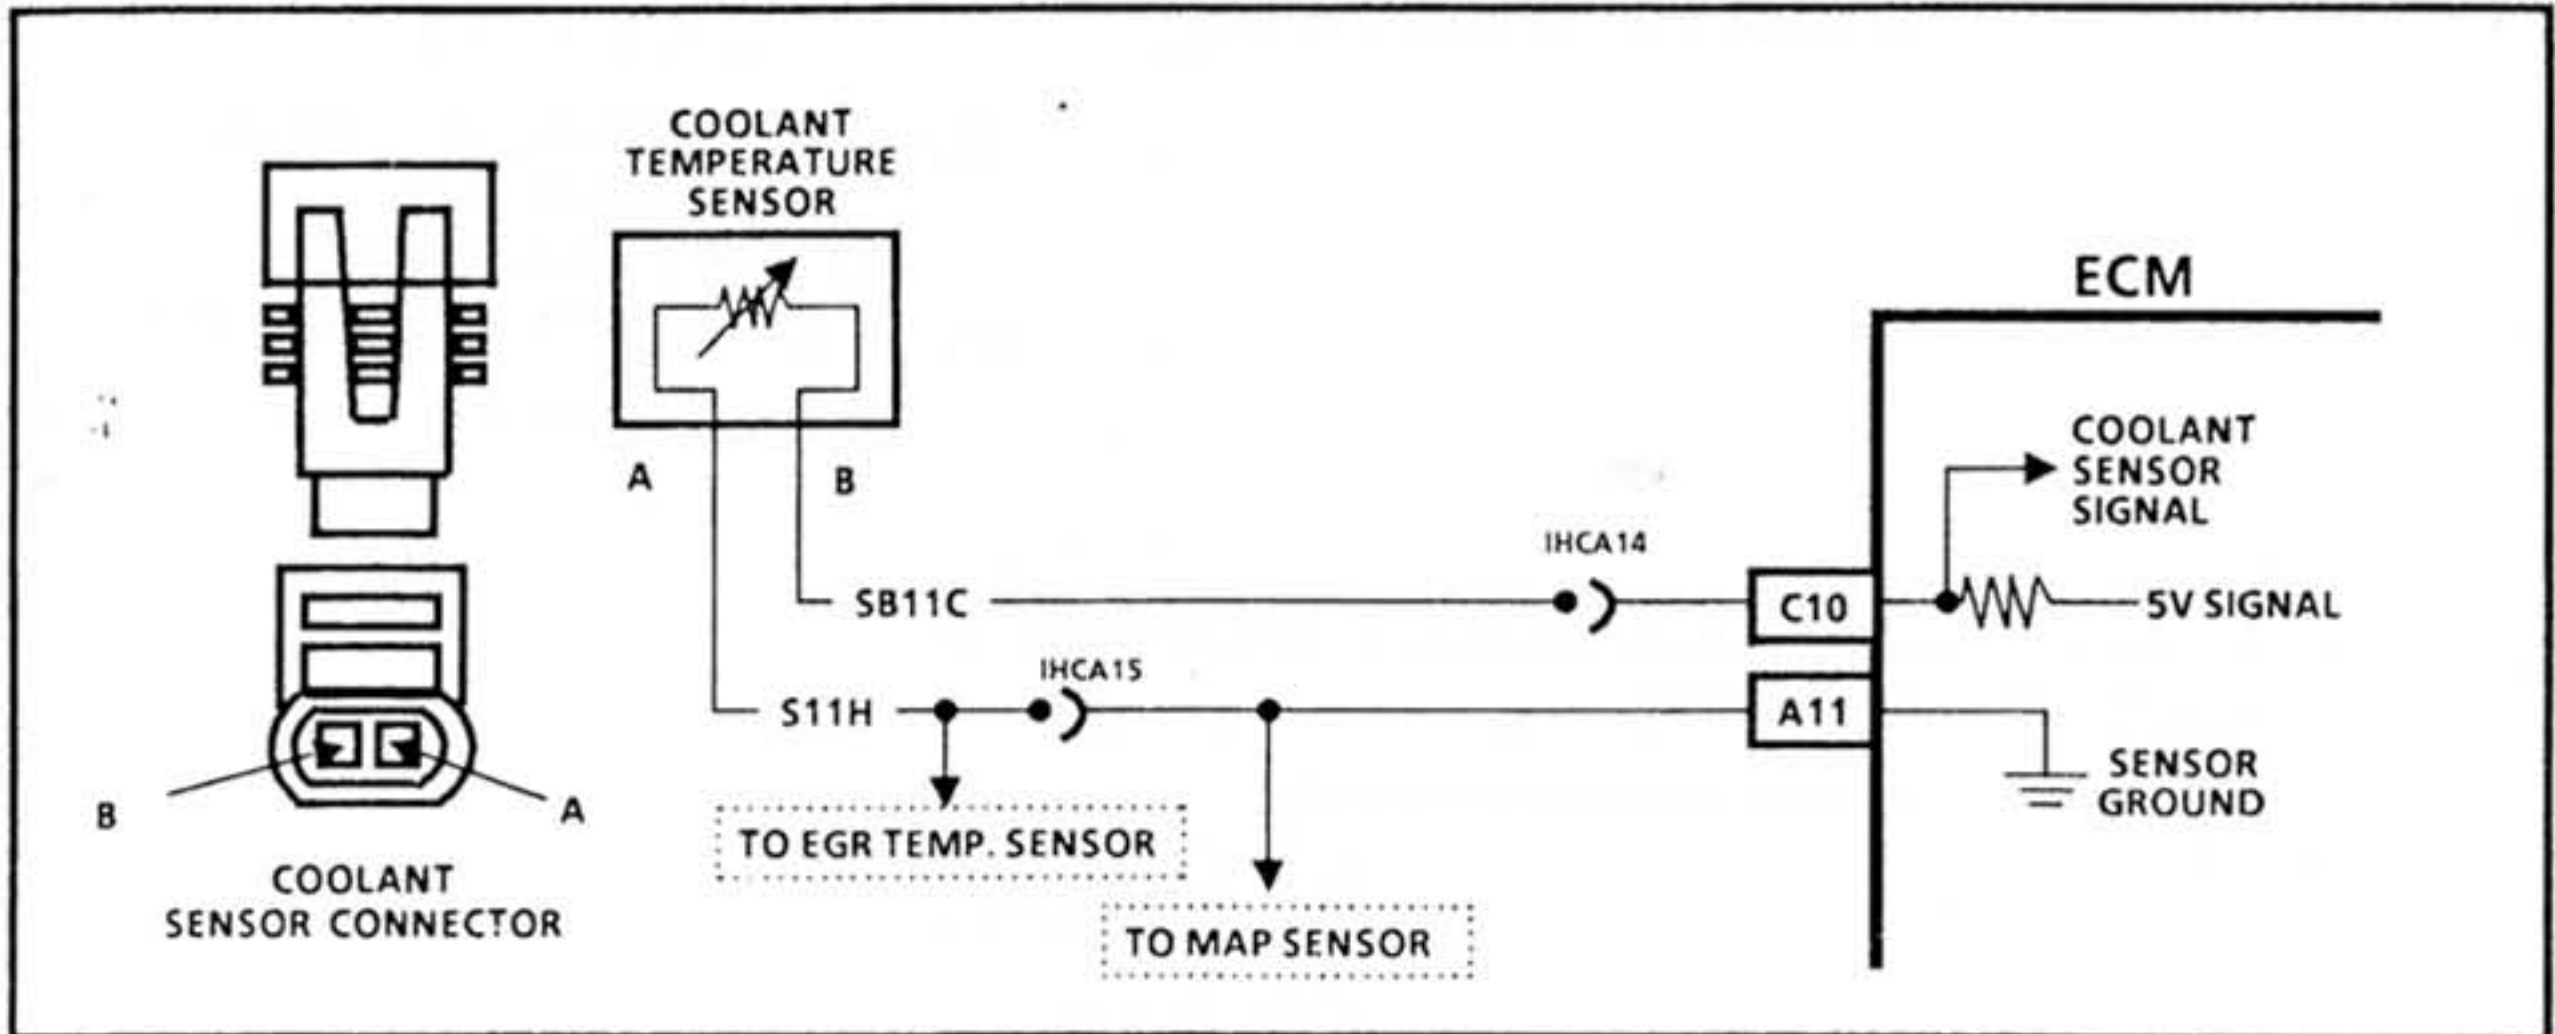 COOLANT
TEMPERATURE
SENSOR
A
B
B
A
COOLANT
SENSOR CONNECTOR
SB11C
IHCA14
S11H
IHCA15
TO EGR TEMP. SENSOR
TO MAP SENSOR
ECM
C10
A11
COOLANT
SENSOR
SIGNAL
5V SIGNAL
SENSOR
GROUND